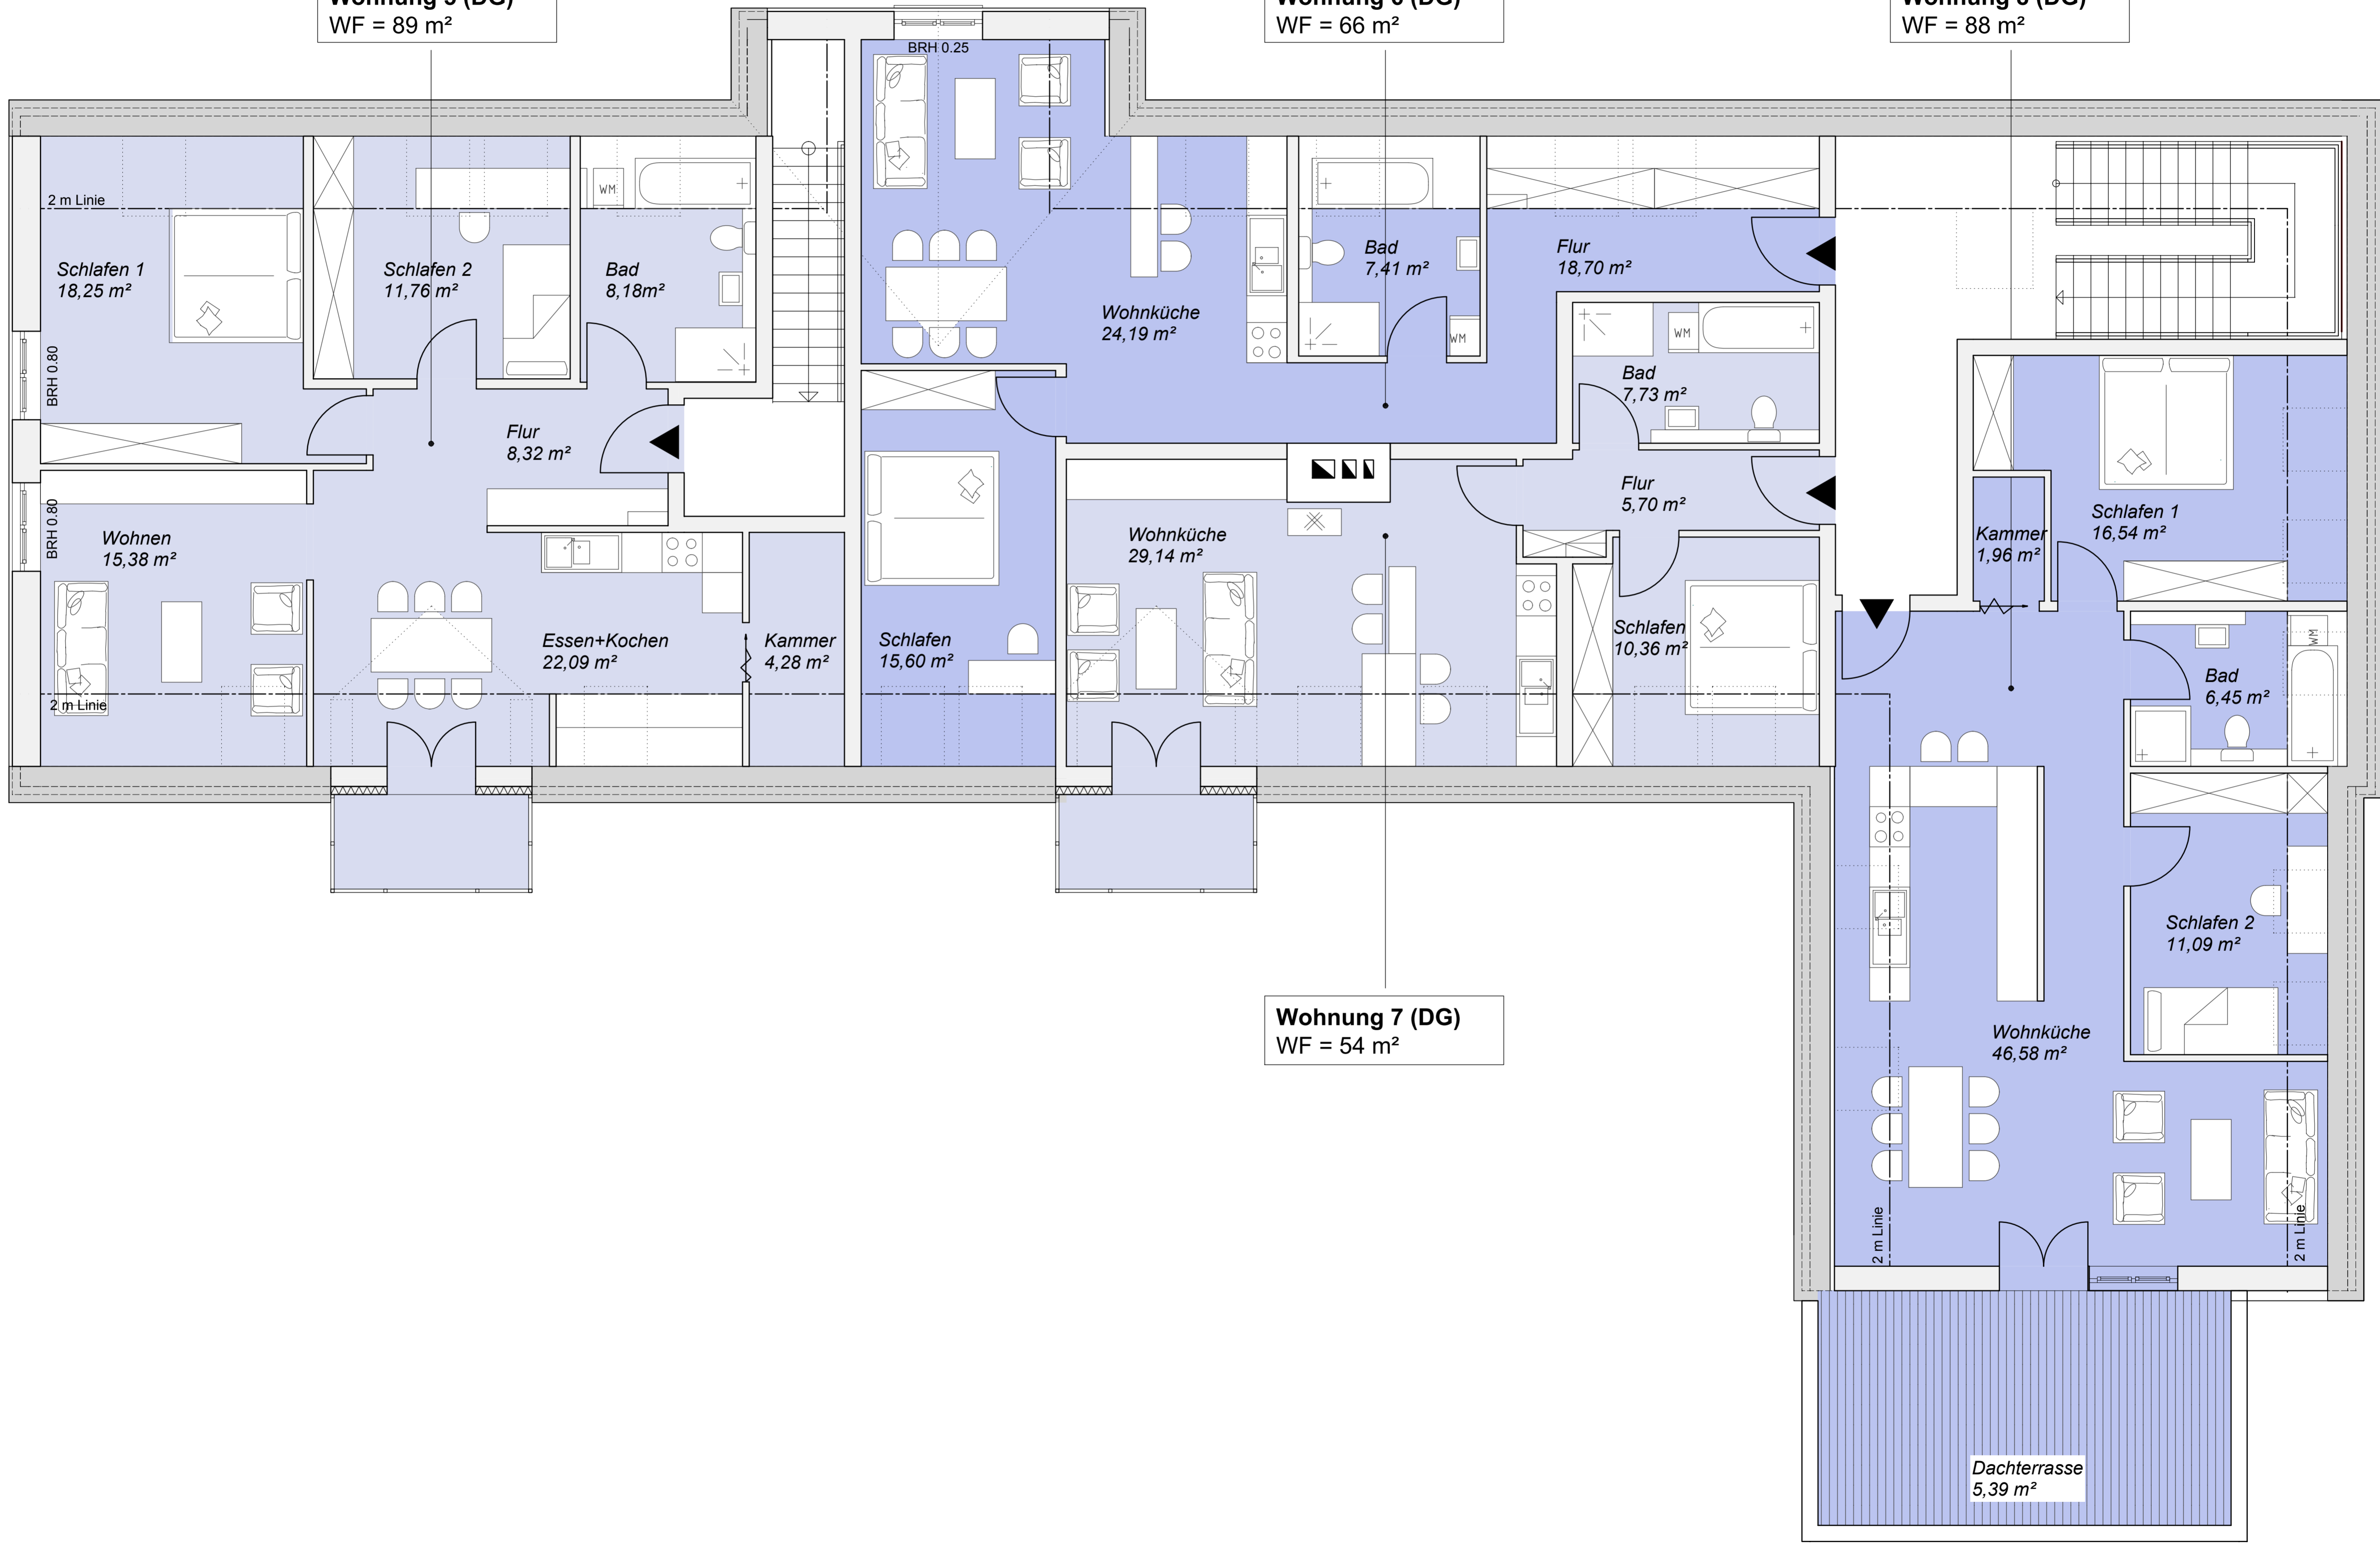 WF = 89 m²
WF = 66 m²
WF = 88 m²
BRH 0.25
2 m Linie
Schlafen 1
18,25 m²
Schlafen 2
11,76 m²
WM
Bad
8,18m²
Wohnküche
24,19 m²
Bad
7,41 m²
WM
Flur
18,70 m²
BRH 0.80
Flur
8,32 m²
WM
Bad
7,73 m²
Flur
5,70 m²
BRH 0.80
Wohnen
15,38 m²
2 m Linie
Essen+Kochen
22,09 m²
Kammer
4,28 m²
Schlafen
15,60 m²
Wohnküche
29,14 m²
Schlafen
10,36 m²
Kammer
1,96 m²
Schlafen 1
16,54 m²
WM
Bad
6,45 m²
Schlafen 2
11,09 m²
Wohnung 7 (DG)
WF = 54 m²
Wohnküche
46,58 m²
2 m Linie
2 m Linie
Dachterrasse
5,39 m²